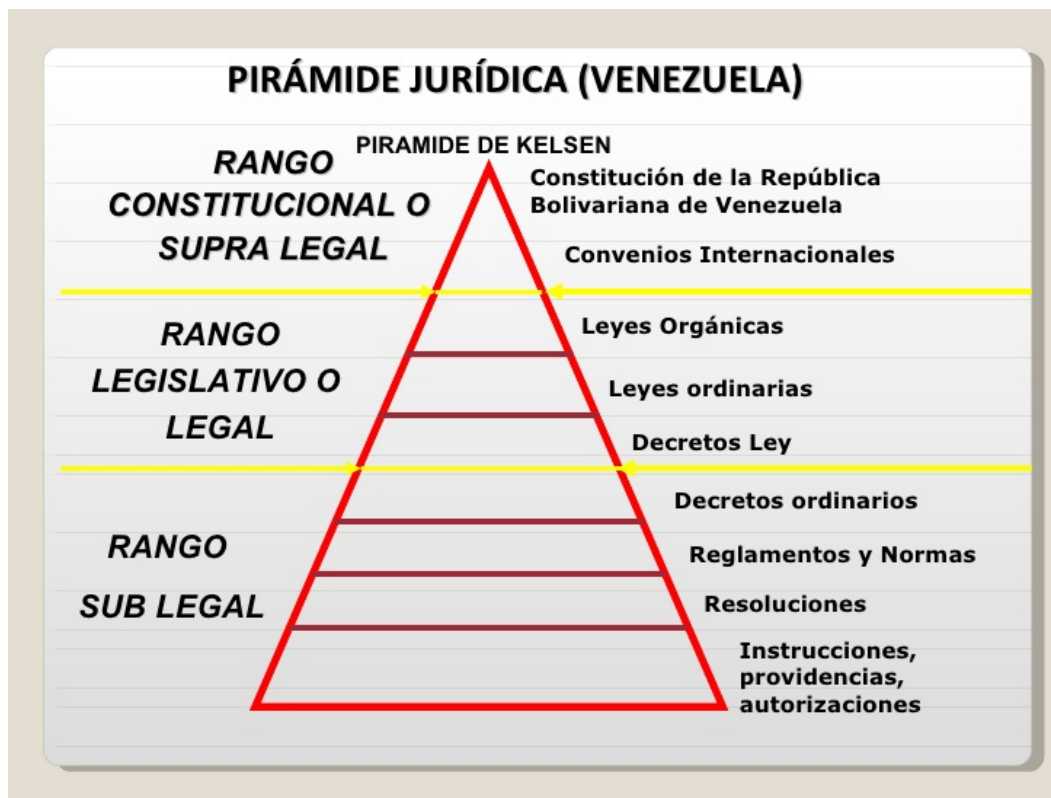 PIRÁMIDE JURÍDICA (VENEZUELA)
PIRAMIDE DE KELSEN
RANGO
CONSTITUCIONAL O
SUPRA LEGAL
Constitución de la República
Bolivariana de Venezuela
Convenios Internacionales
RANGO
LEGISLATIVO O
LEGAL
Leyes Orgánicas
Leyes ordinarias
Decretos Ley
RANGO
SUB LEGAL
Decretos ordinarios
Reglamentos y Normas
Resoluciones
Instrucciones,
providencias,
autorizaciones